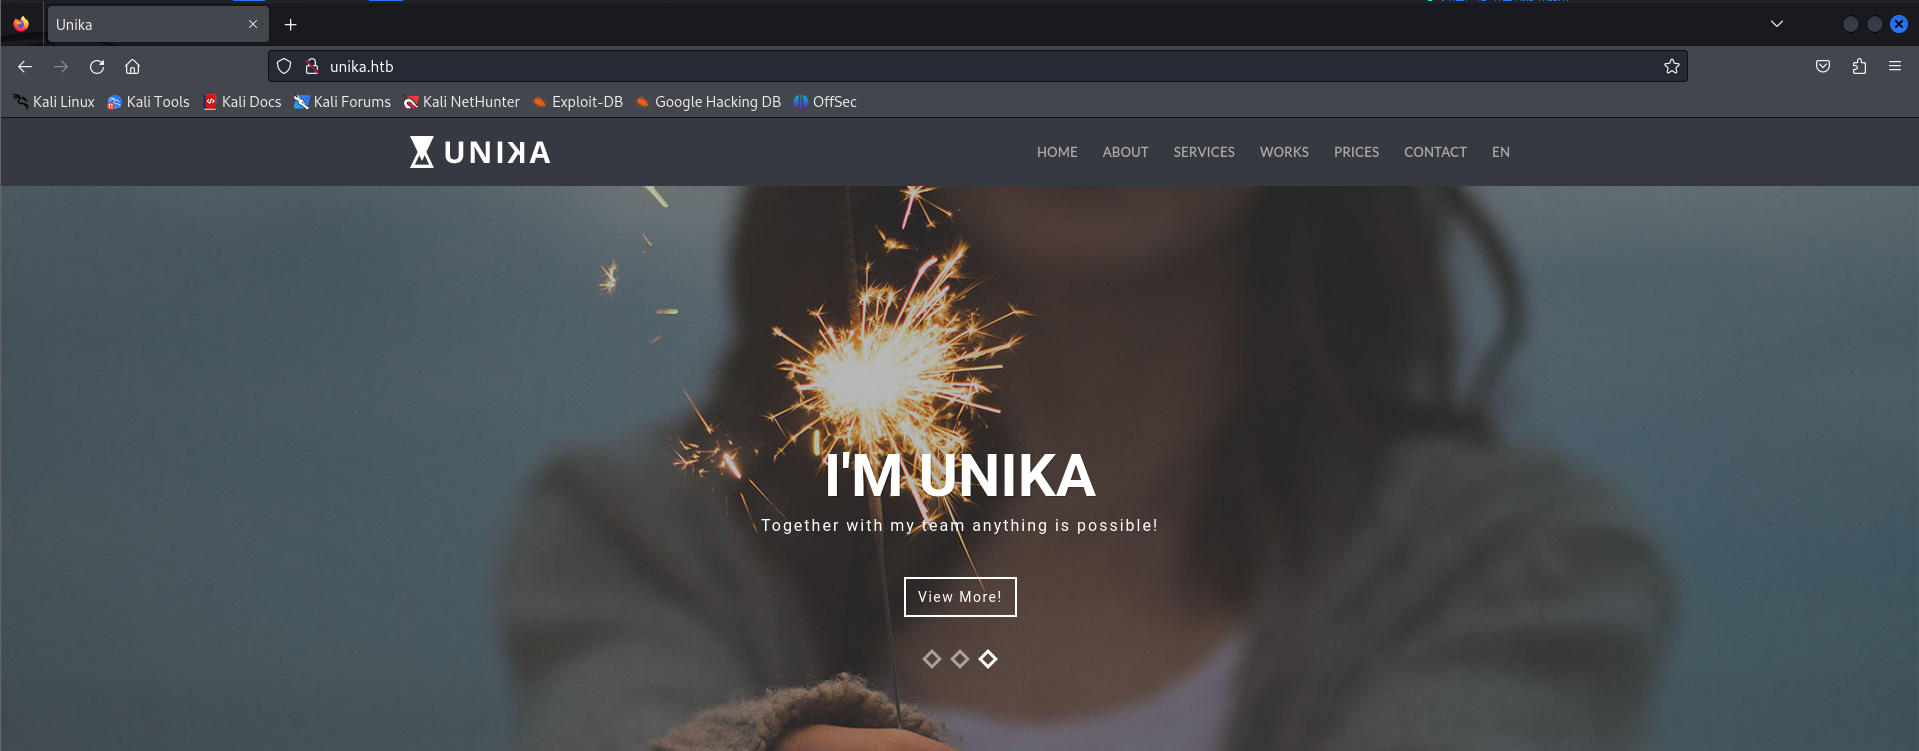 Unika
unika.htb
Kali Linux Kali Tools Kali Docs Kali Forums Kali NetHunter Exploit-DB Google Hacking DB OffSec
UNIKA HOME ABOUT SERVICES WORKS PRICES CONTACT EN
I'M UNIKA
Together with my team anything is possible!
View More!